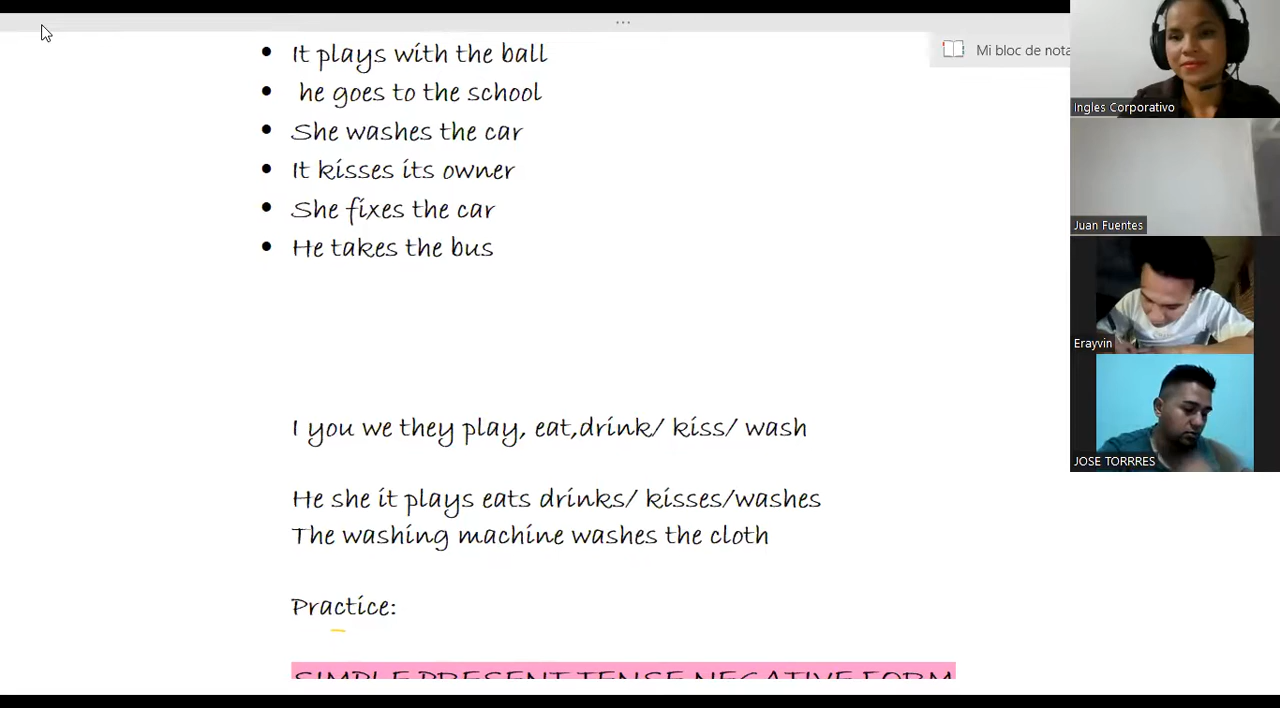 It plays with the ball
Mi bloc de nota
he goes to the school
She washes the car
It kisses its owner
She fixes the car
He takes the bus
I you we they play, eat,drink/ kiss/ wash
He she it plays eats drinks/ kisses/washes
The washing machine washes the cloth
Practice:
SIMPLE PRESENT TENSE NEGATIVE FORM
Ingles Corporativo
Juan Fuentes
Erayvin
JOSE TORRRES